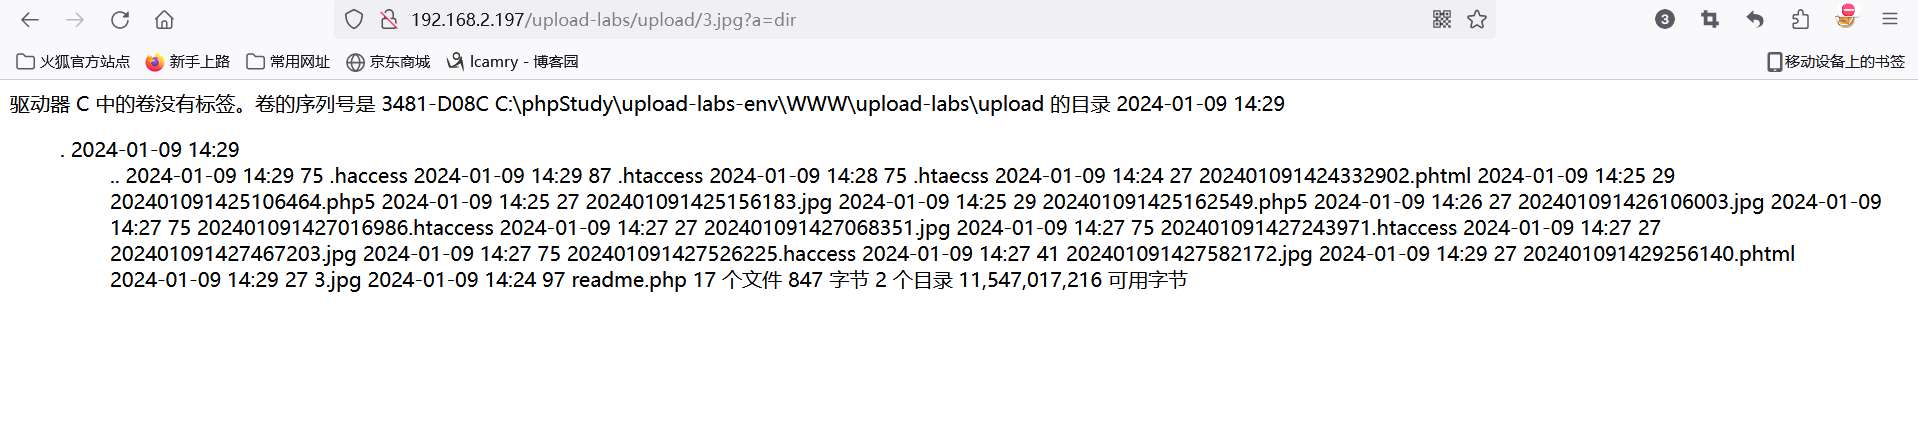 192.168.2.197/upload-labs/upload/3.jpg?a=dir
3
火狐官方站点 新手上路 常用网址 京东商城 lcamry - 博客园 移动设备上的书签
驱动器 C 中的卷没有标签。卷的序列号是 3481-D08C C:\phpStudy\upload-labs-env\WWW\upload-labs\upload 的目录 2024-01-09 14:29
. 2024-01-09 14:29
.. 2024-01-09 14:29 75 .haccess 2024-01-09 14:29 87 .htaccess 2024-01-09 14:28 75 .htaecss 2024-01-09 14:24 27 202401091424332902.phtml 2024-01-09 14:25 29
202401091425106464.php5 2024-01-09 14:25 27 202401091425156183.jpg 2024-01-09 14:25 29 202401091425162549.php5 2024-01-09 14:26 27 202401091426106003.jpg 2024-01-09
14:27 75 202401091427016986.htaccess 2024-01-09 14:27 27 202401091427068351.jpg 2024-01-09 14:27 75 202401091427243971.htaccess 2024-01-09 14:27 27
202401091427467203.jpg 2024-01-09 14:27 75 202401091427526225.haccess 2024-01-09 14:27 41 202401091427582172.jpg 2024-01-09 14:29 27 202401091429256140.phtml
2024-01-09 14:29 27 3.jpg 2024-01-09 14:24 97 readme.php 17 个文件 847 字节 2 个目录 11,547,017,216 可用字节